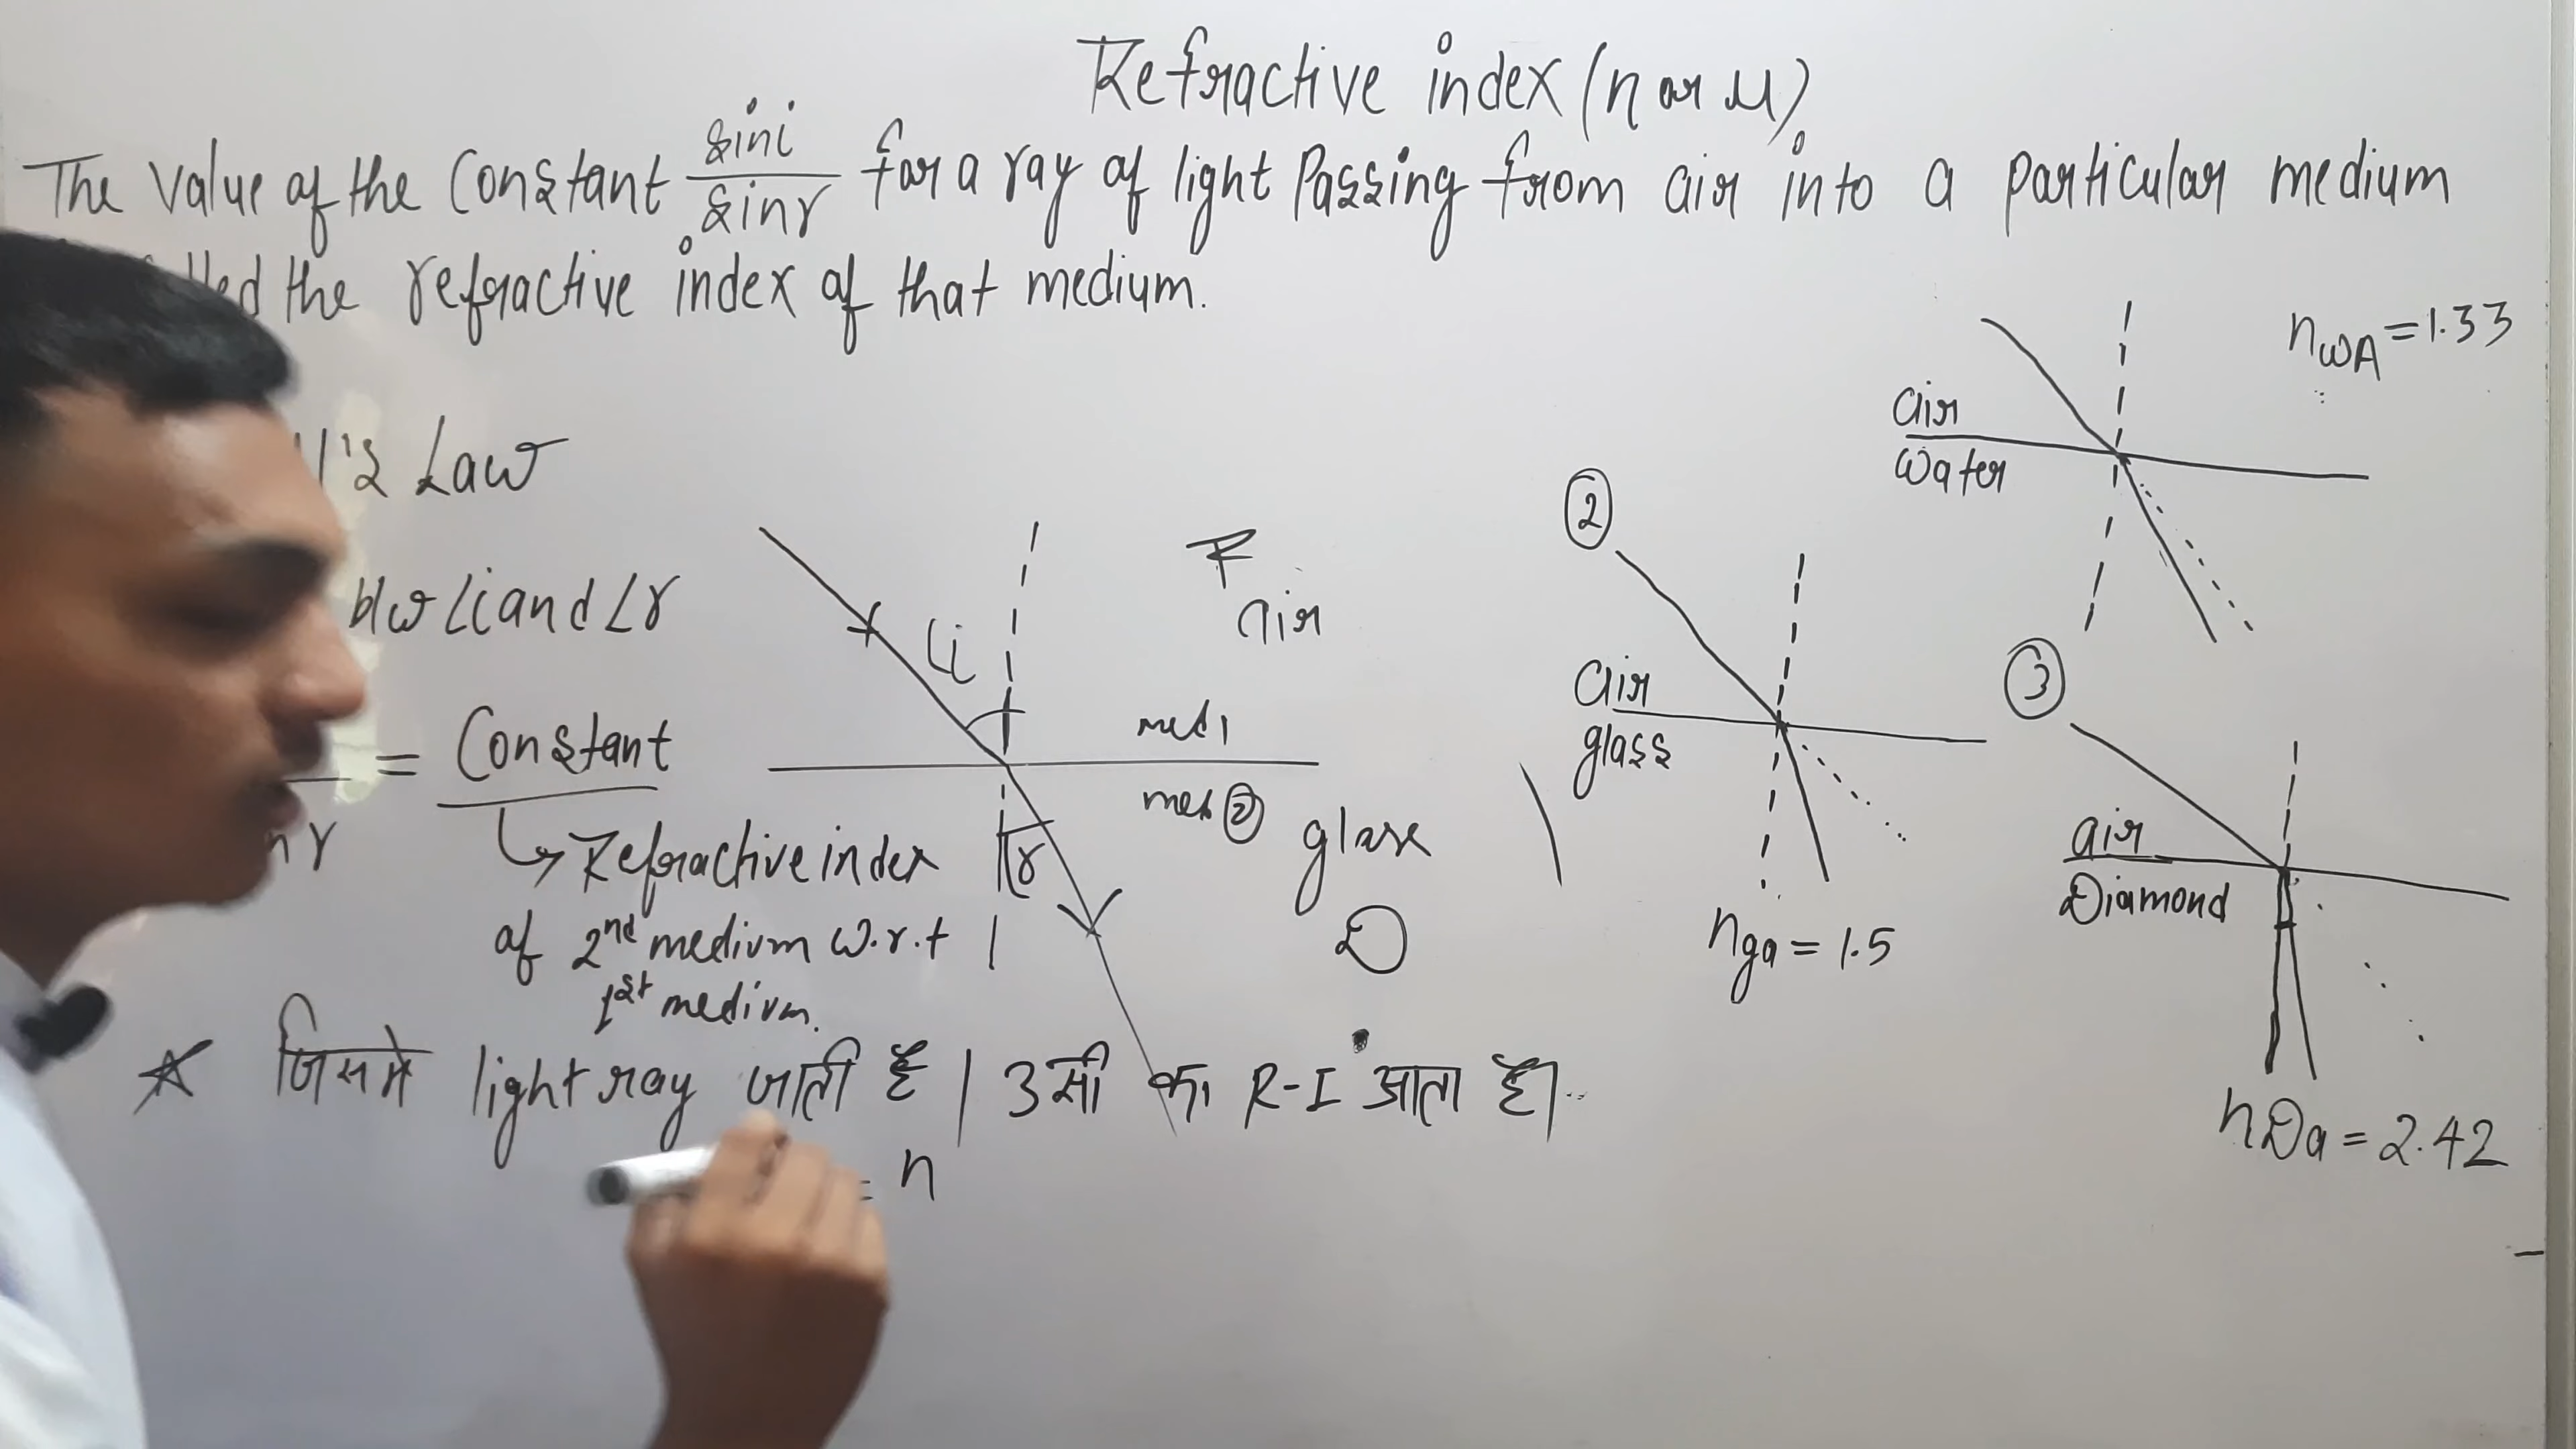 Refractive index (n or μ)
The value of the constant sini/sinr for a ray of light passing from air into a particular medium
the refractive index of that medium.
nWA = 1.33
air
water
's Law
②
b/w ∠i and ∠r
∠i
air
air
glass
③
= Constant
med 1
med ②
glass
r
→ Refractive index
of 2nd medium w.r.t
1st medium.
∠r
D
nga = 1.5
air
Diamond
★ जिसमे light ray जाती है | उसी का R-I आता है।
= n
nDa = 2.42